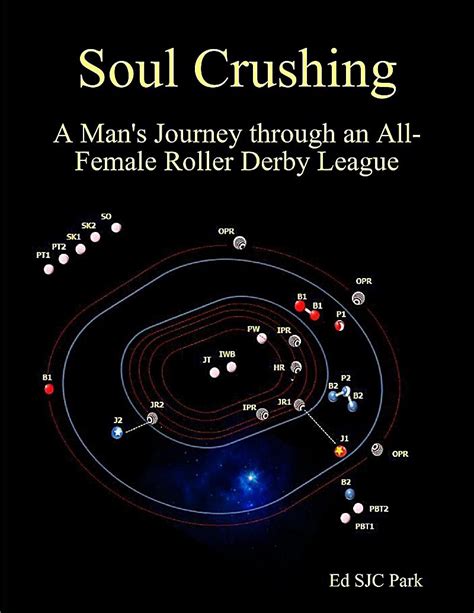 Soul Crushing
A Man's Journey through an All-
Female Roller Derby League
SO
SK2
SK1
PT2
PT1
OPR
OPR
B1
B1
P1
PW
IPR
IWB
JT
HR
B1
P2
B2
B2
JR2
IPR
JR1
J2
J1
OPR
B2
PBT2
PBT1
Ed SJC Park